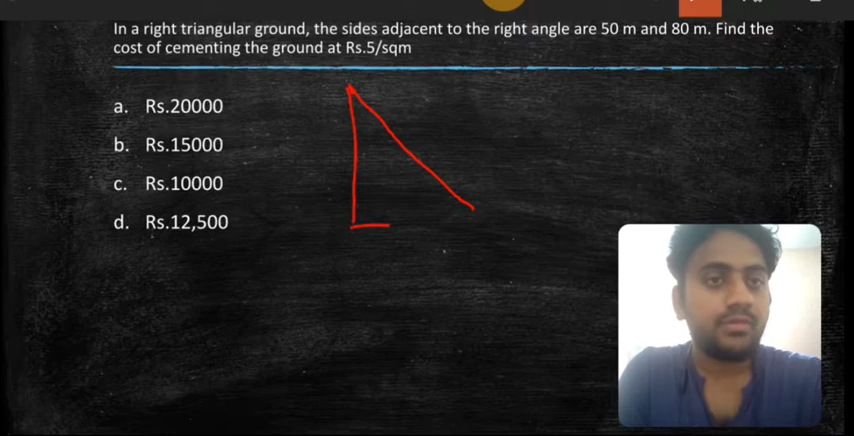 In a right triangular ground, the sides adjacent to the right angle are 50 m and 80 m. Find the
cost of cementing the ground at Rs.5/sqm
a. Rs.20000
b. Rs.15000
c. Rs.10000
d. Rs.12,500